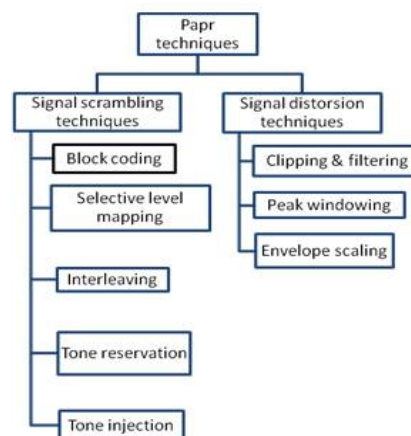 Papr
techniques
Signal scrambling
techniques
Block coding
Selective level
mapping
Interleaving
Tone reservation
Tone injection
Signal distorsion
techniques
Clipping & filtering
Peak windowing
Envelope scaling